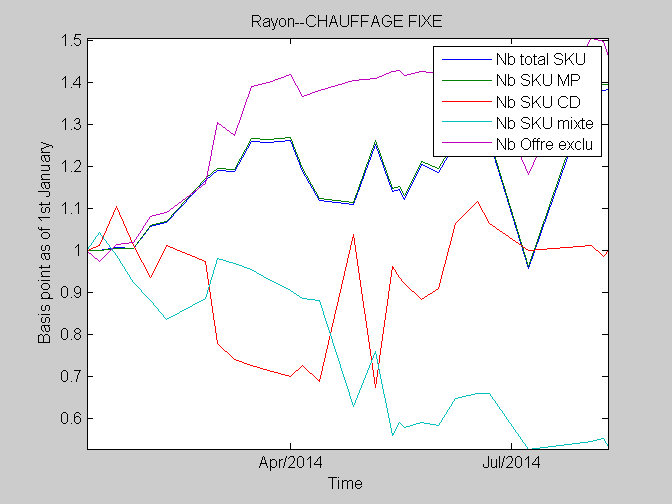 Rayon--CHAUFFAGE FIXE
1.5
1.4
1.3
1.2
1.1
1
0.9
0.8
0.7
0.6
Basis point as of 1st January
Nb total SKU
Nb SKU MP
Nb SKU CD
Nb SKU mixte
Nb Offre exclu
Apr/2014
Jul/2014
Time